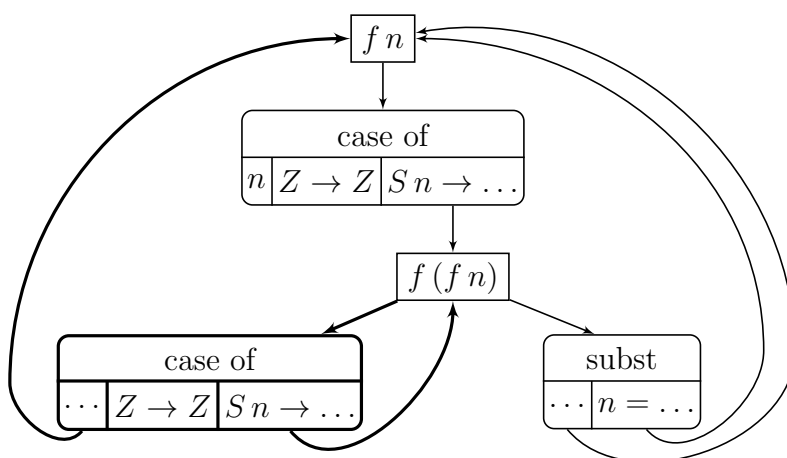 f n
case of
n Z → Z S n → …
f (f n)
case of
⋯ Z → Z S n → …
subst
⋯ n = …